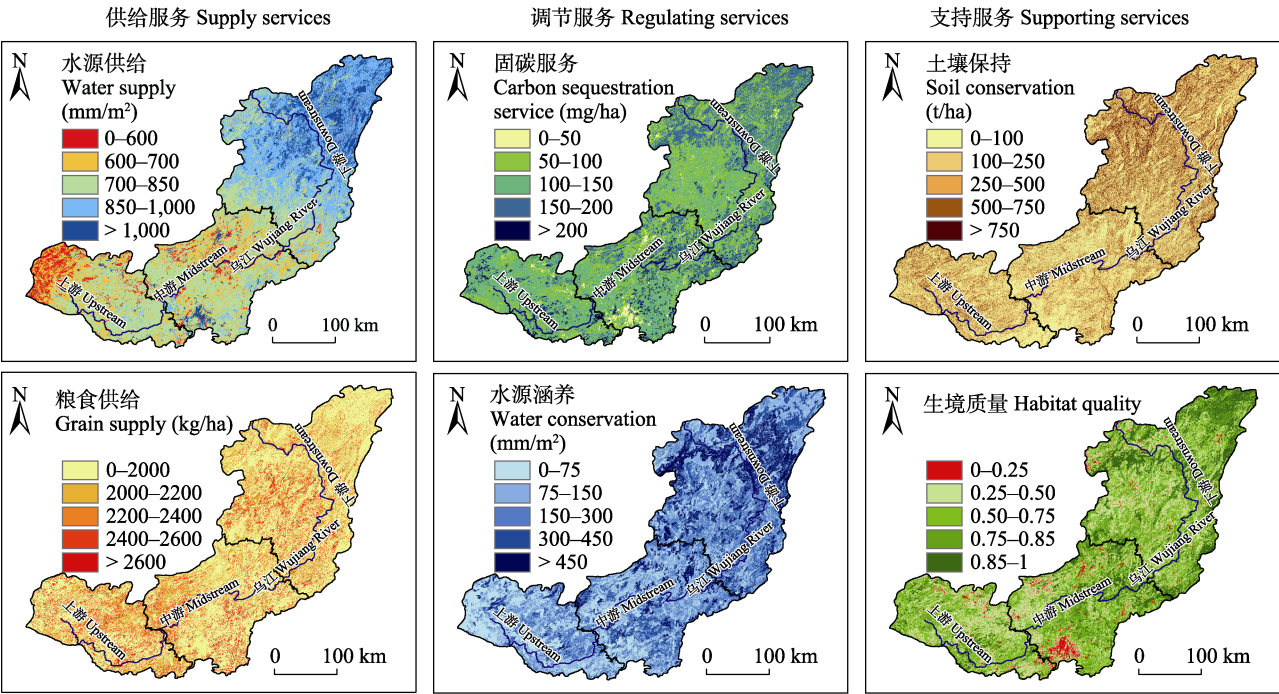 供给服务 Supply services
调节服务 Regulating services
支持服务 Supporting services
N
水源供给
Water supply
(mm/m²)
0–600
600–700
700–850
850–1,000
> 1,000
下游 Downstream
乌江 Wujiang River
中游 Midstream
上游 Upstream
0 100 km
N
固碳服务
Carbon sequestration
service (mg/ha)
0–50
50–100
100–150
150–200
> 200
下游 Downstream
乌江 Wujiang River
中游 Midstream
上游 Upstream
0 100 km
N
土壤保持
Soil conservation
(t/ha)
0–100
100–250
250–500
500–750
> 750
下游 Downstream
乌江 Wujiang River
中游 Midstream
上游 Upstream
0 100 km
N
粮食供给
Grain supply (kg/ha)
0–2000
2000–2200
2200–2400
2400–2600
> 2600
下游 Downstream
乌江 Wujiang River
中游 Midstream
上游 Upstream
0 100 km
N
水源涵养
Water conservation
(mm/m²)
0–75
75–150
150–300
300–450
> 450
下游 Downstream
乌江 Wujiang River
中游 Midstream
上游 Upstream
0 100 km
N
生境质量 Habitat quality
0–0.25
0.25–0.50
0.50–0.75
0.75–0.85
0.85–1
下游 Downstream
乌江 Wujiang River
中游 Midstream
上游 Upstream
0 100 km